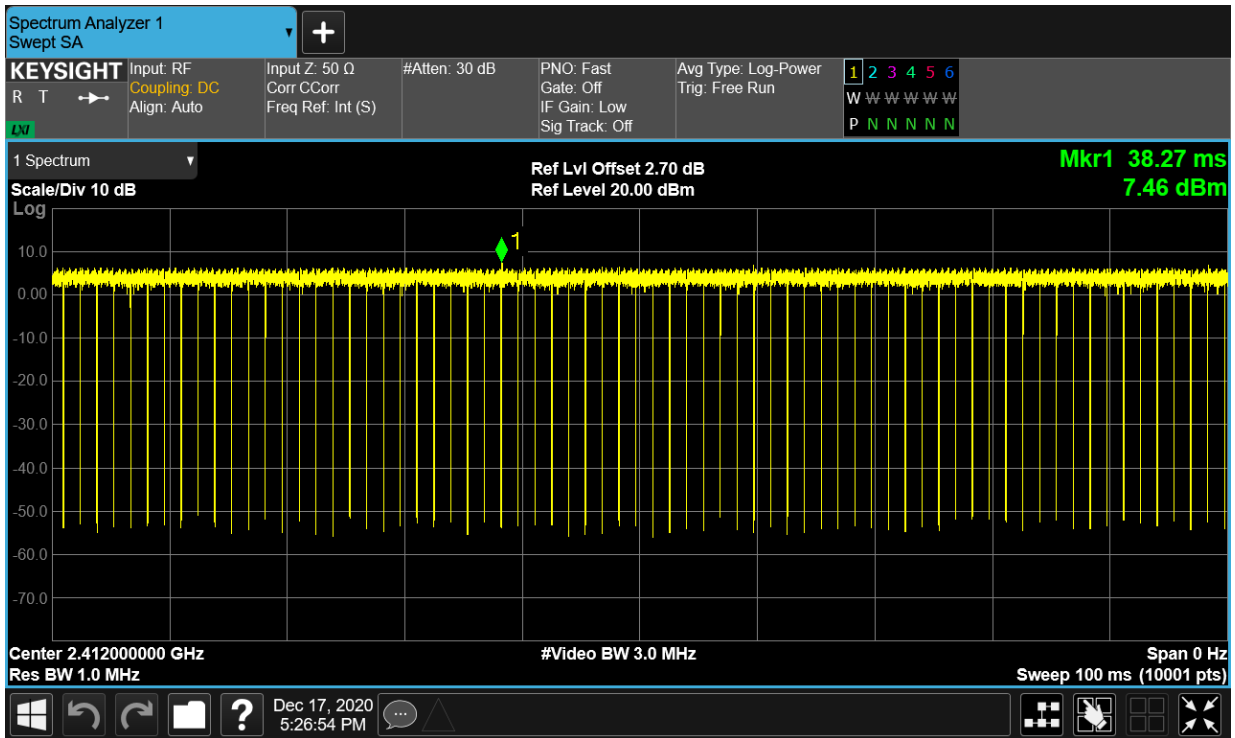 Spectrum Analyzer 1
Swept SA
KEYSIGHT
R T
LXI
Input: RF
Coupling: DC
Align: Auto
Input Z: 50 Ω
Corr CCorr
Freq Ref: Int (S)
#Atten: 30 dB
PNO: Fast
Gate: Off
IF Gain: Low
Sig Track: Off
Avg Type: Log-Power
Trig: Free Run
1 2 3 4 5 6
W W W W W W
P N N N N N
1 Spectrum
Scale/Div 10 dB
Log
Ref Lvl Offset 2.70 dB
Ref Level 20.00 dBm
Mkr1 38.27 ms
7.46 dBm
1
10.0
0.00
-10.0
-20.0
-30.0
-40.0
-50.0
-60.0
-70.0
Center 2.412000000 GHz
Res BW 1.0 MHz
#Video BW 3.0 MHz
Span 0 Hz
Sweep 100 ms (10001 pts)
?
Dec 17, 2020
5:26:54 PM